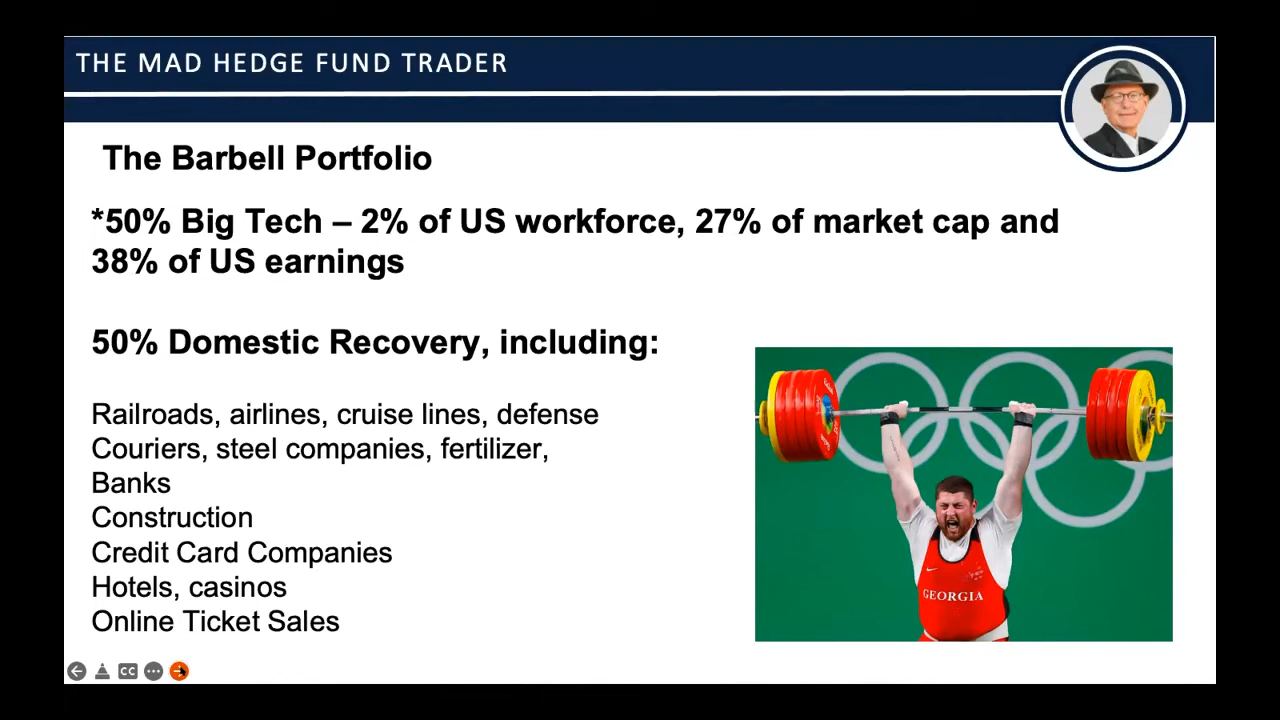 THE MAD HEDGE FUND TRADER
The Barbell Portfolio
*50% Big Tech – 2% of US workforce, 27% of market cap and
38% of US earnings
50% Domestic Recovery, including:
Railroads, airlines, cruise lines, defense
Couriers, steel companies, fertilizer,
Banks
Construction
Credit Card Companies
Hotels, casinos
Online Ticket Sales
GEORGIA
CC